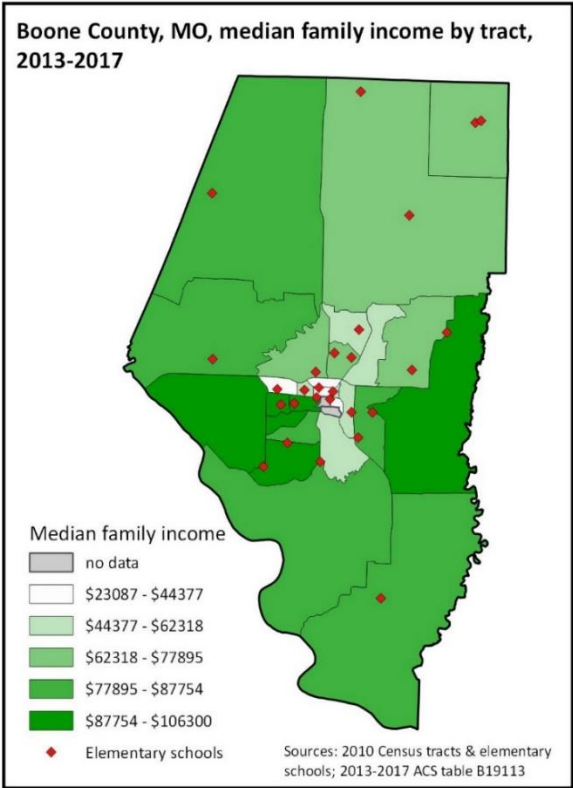 Boone County, MO, median family income by tract,
2013-2017
Median family income
no data
$23087 - $44377
$44377 - $62318
$62318 - $77895
$77895 - $87754
$87754 - $106300
Elementary schools
Sources: 2010 Census tracts & elementary
schools; 2013-2017 ACS table B19113